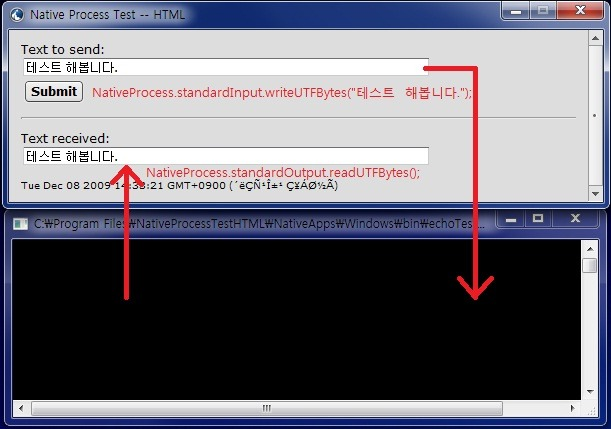 Native Process Test -- HTML
Text to send:
테스트 해봅니다.
Submit
NativeProcess.standardInput.writeUTFBytes("테스트 해봅니다.");
Text received:
테스트 해봅니다.
NativeProcess.standardOutput.readUTFBytes();
Tue Dec 08 2009 14:33:21 GMT+0900 (´ëÇÑ¹Î±¹ Ç¥ÁØ½Ã)
C:₩Program Files₩NativeProcessTestHTML₩NativeApps₩Windows₩bin₩echoTes...